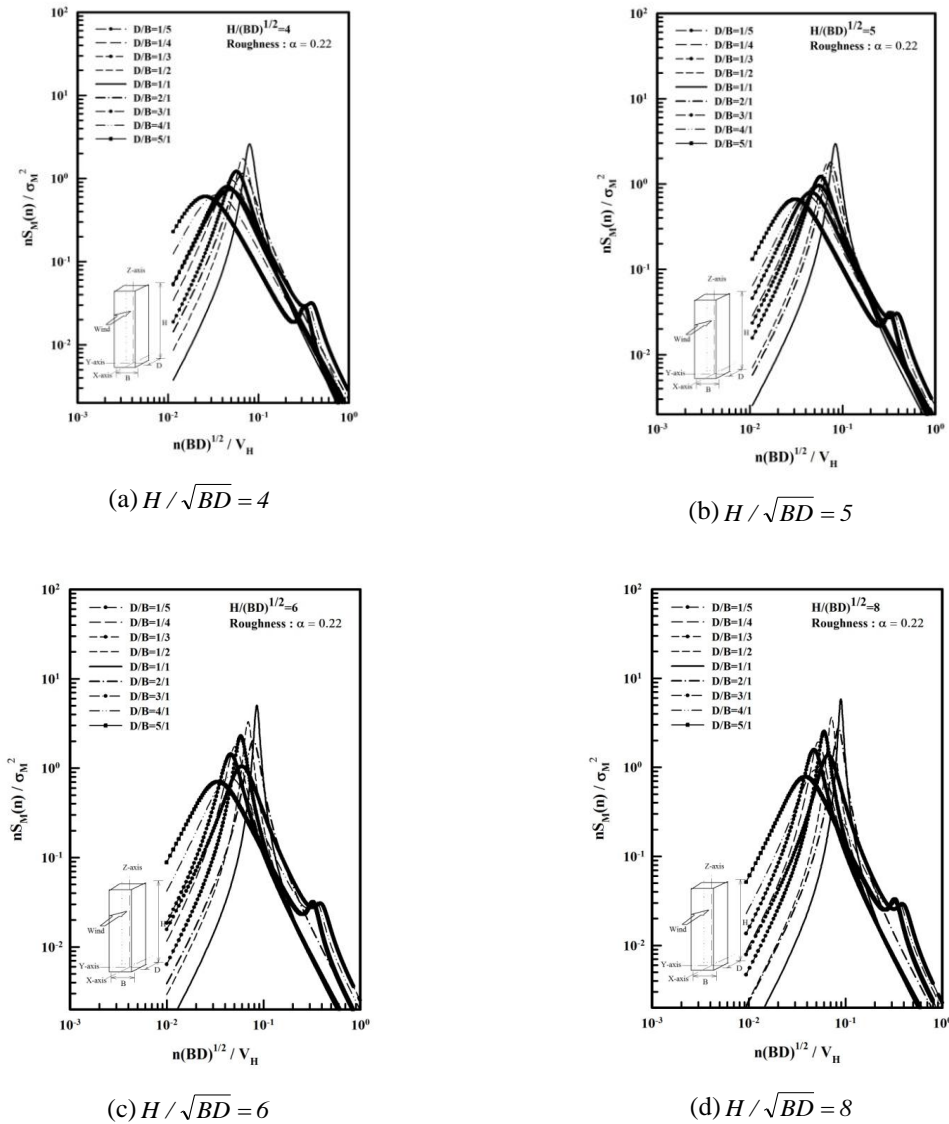 10²
10¹
10⁰
10⁻¹
10⁻²
nS_M(n) / σ_M²
D/B=1/5
D/B=1/4
D/B=1/3
D/B=1/2
D/B=1/1
D/B=2/1
D/B=3/1
D/B=4/1
D/B=5/1
H/(BD)^1/2=4
Roughness : α = 0.22
Z-axis
Wind
H
Y-axis
D
X-axis
B
10⁻³ 10⁻² 10⁻¹ 10⁰
n(BD)^1/2 / V_H
(a) H / √BD = 4
10²
10¹
10⁰
10⁻¹
10⁻²
nS_M(n) / σ_M²
D/B=1/5
D/B=1/4
D/B=1/3
D/B=1/2
D/B=1/1
D/B=2/1
D/B=3/1
D/B=4/1
D/B=5/1
H/(BD)^1/2=5
Roughness : α = 0.22
Z-axis
Wind
H
Y-axis
D
X-axis
B
10⁻³ 10⁻² 10⁻¹ 10⁰
n(BD)^1/2 / V_H
(b) H / √BD = 5
10²
10¹
10⁰
10⁻¹
10⁻²
nS_M(n) / σ_M²
D/B=1/5
D/B=1/4
D/B=1/3
D/B=1/2
D/B=1/1
D/B=2/1
D/B=3/1
D/B=4/1
D/B=5/1
H/(BD)^1/2=6
Roughness : α = 0.22
Z-axis
Wind
H
Y-axis
D
X-axis
B
10⁻³ 10⁻² 10⁻¹ 10⁰
n(BD)^1/2 / V_H
(c) H / √BD = 6
10²
10¹
10⁰
10⁻¹
10⁻²
nS_M(n) / σ_M²
D/B=1/5
D/B=1/4
D/B=1/3
D/B=1/2
D/B=1/1
D/B=2/1
D/B=3/1
D/B=4/1
D/B=5/1
H/(BD)^1/2=8
Roughness : α = 0.22
Z-axis
Wind
H
Y-axis
D
X-axis
B
10⁻³ 10⁻² 10⁻¹ 10⁰
n(BD)^1/2 / V_H
(d) H / √BD = 8